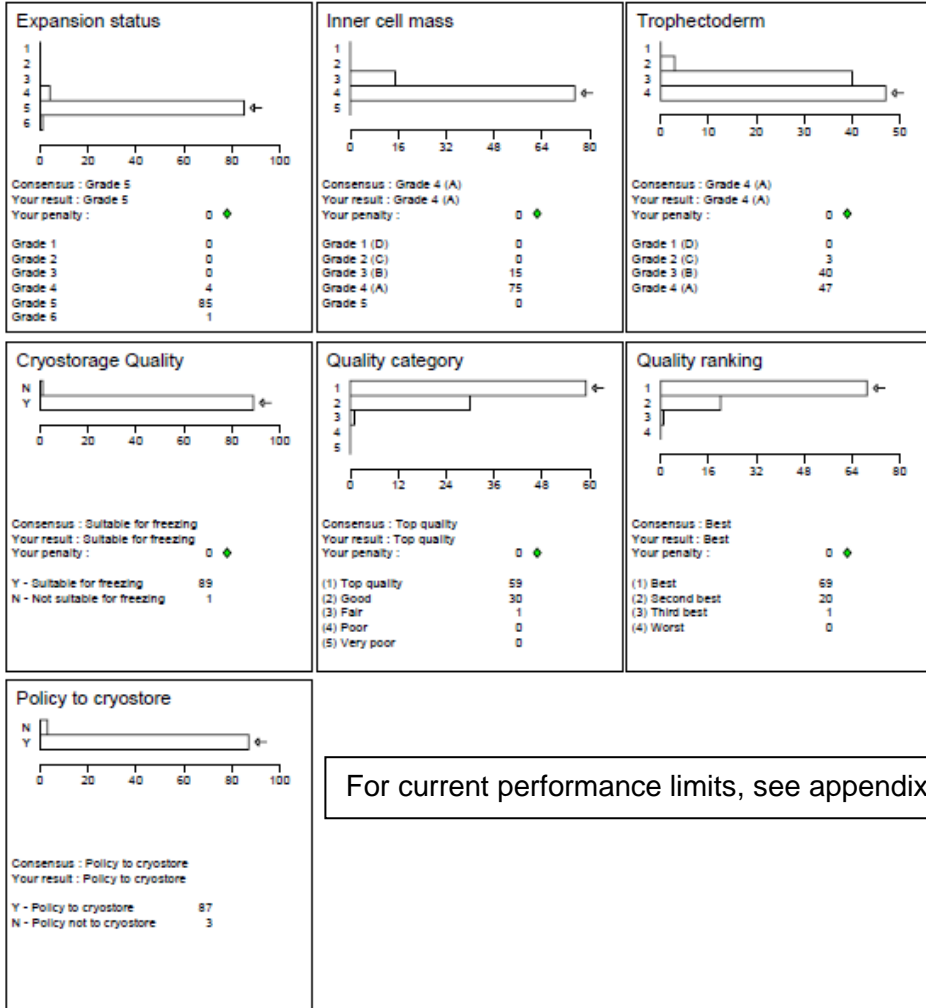 Expansion status
1
2
3
4
5
6
0 20 40 60 80 100
Consensus : Grade 5
Your result : Grade 5
Your penalty : 0
Grade 1 0
Grade 2 0
Grade 3 0
Grade 4 4
Grade 5 85
Grade 6 1
Inner cell mass
1
2
3
4
5
0 16 32 48 64 80
Consensus : Grade 4 (A)
Your result : Grade 4 (A)
Your penalty : 0
Grade 1 (D) 0
Grade 2 (C) 0
Grade 3 (B) 15
Grade 4 (A) 75
Grade 5 0
Trophectoderm
1
2
3
4
0 10 20 30 40 50
Consensus : Grade 4 (A)
Your result : Grade 4 (A)
Your penalty : 0
Grade 1 (D) 0
Grade 2 (C) 3
Grade 3 (B) 40
Grade 4 (A) 47
Cryostorage Quality
N
Y
0 20 40 60 80 100
Consensus : Suitable for freezing
Your result : Suitable for freezing
Your penalty : 0
Y - Suitable for freezing 89
N - Not suitable for freezing 1
Quality category
1
2
3
4
5
0 12 24 36 48 60
Consensus : Top quality
Your result : Top quality
Your penalty : 0
(1) Top quality 59
(2) Good 30
(3) Fair 1
(4) Poor 0
(5) Very poor 0
Quality ranking
1
2
3
4
0 16 32 48 64 80
Consensus : Best
Your result : Best
Your penalty : 0
(1) Best 69
(2) Second best 20
(3) Third best 1
(4) Worst 0
Policy to cryostore
N
Y
0 20 40 60 80 100
Consensus : Policy to cryostore
Your result : Policy to cryostore
Y - Policy to cryostore 87
N - Policy not to cryostore 3
For current performance limits, see appendix